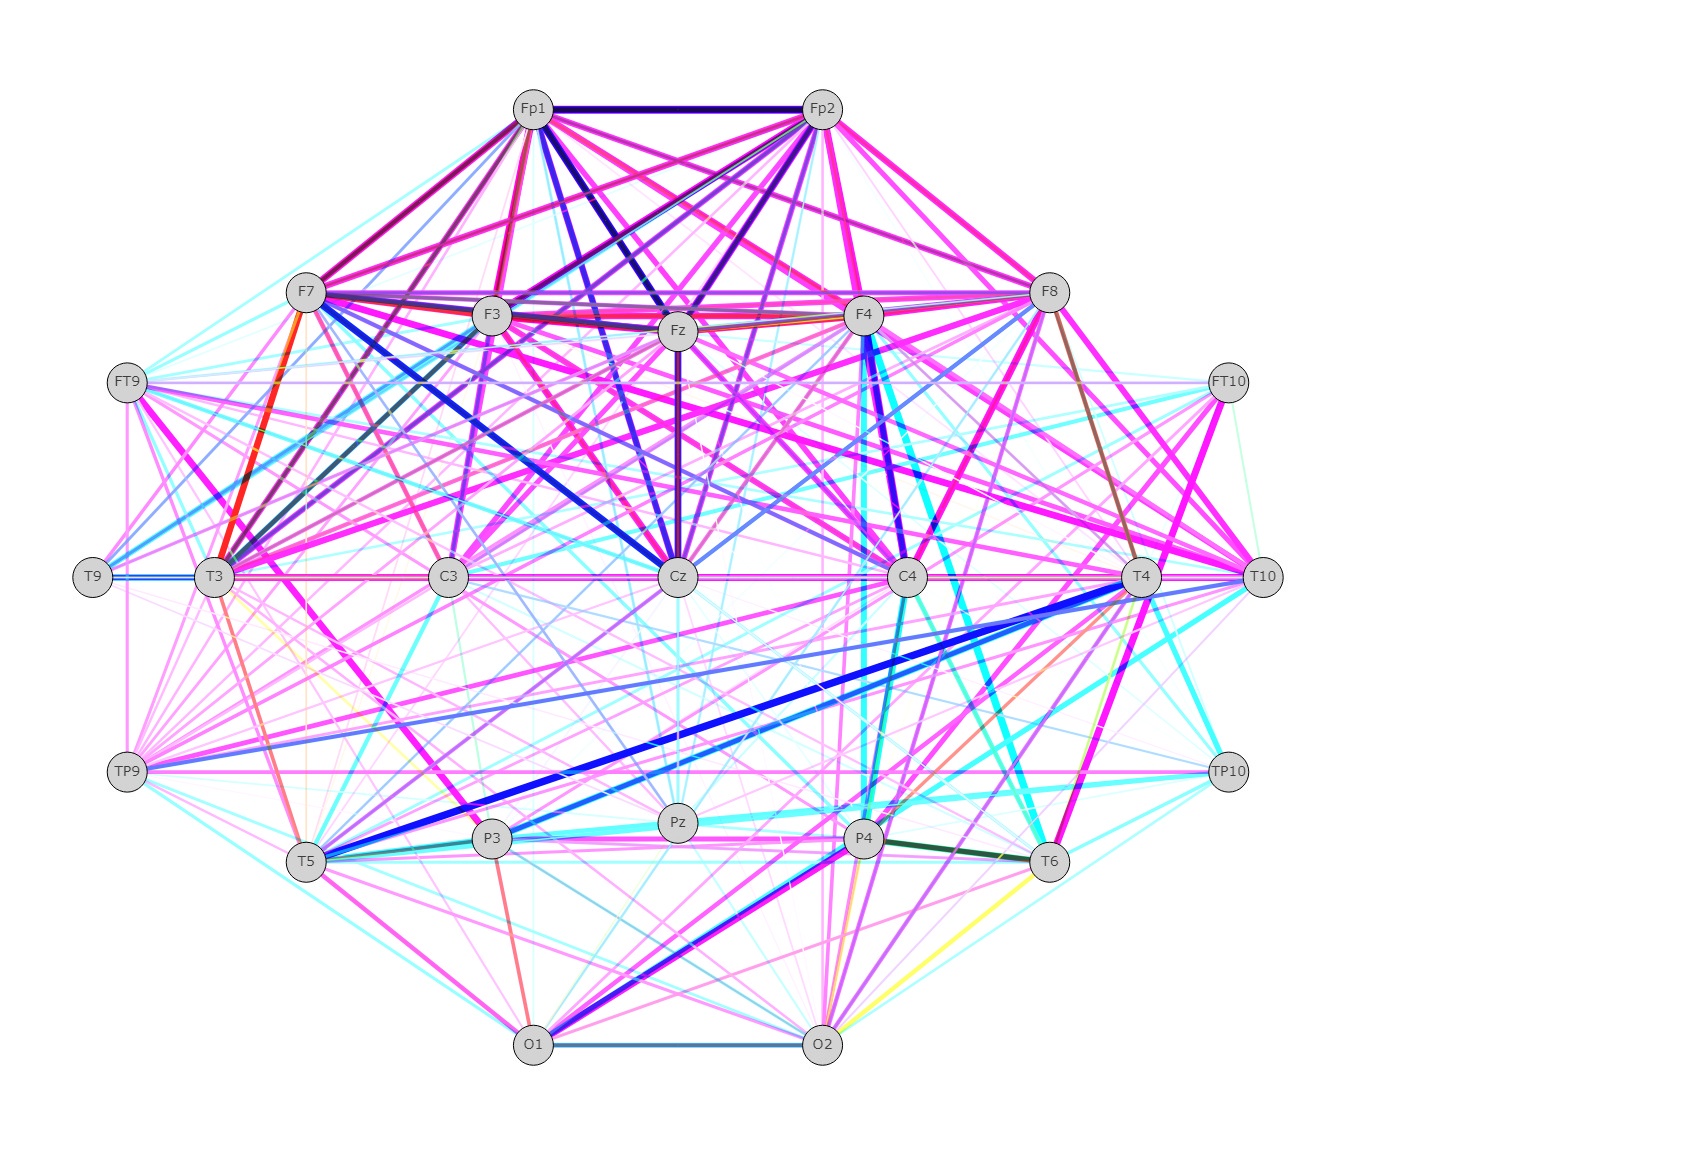 Fp1 Fp2
F7 F3 Fz F4 F8
FT9 FT10
T9 T3 C3 Cz C4 T4 T10
TP9 TP10
T5 P3 Pz P4 T6
O1 O2